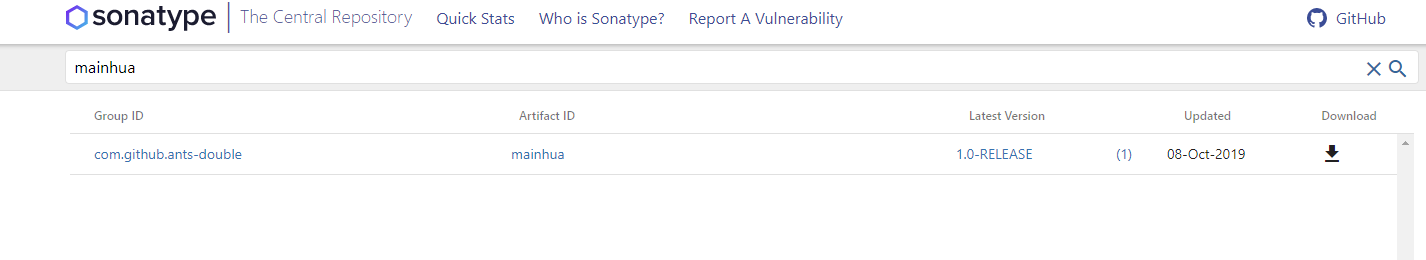 sonatype The Central Repository Quick Stats Who is Sonatype? Report A Vulnerability GitHub
mainhua
Group ID Artifact ID Latest Version Updated Download
com.github.ants-double mainhua 1.0-RELEASE (1) 08-Oct-2019